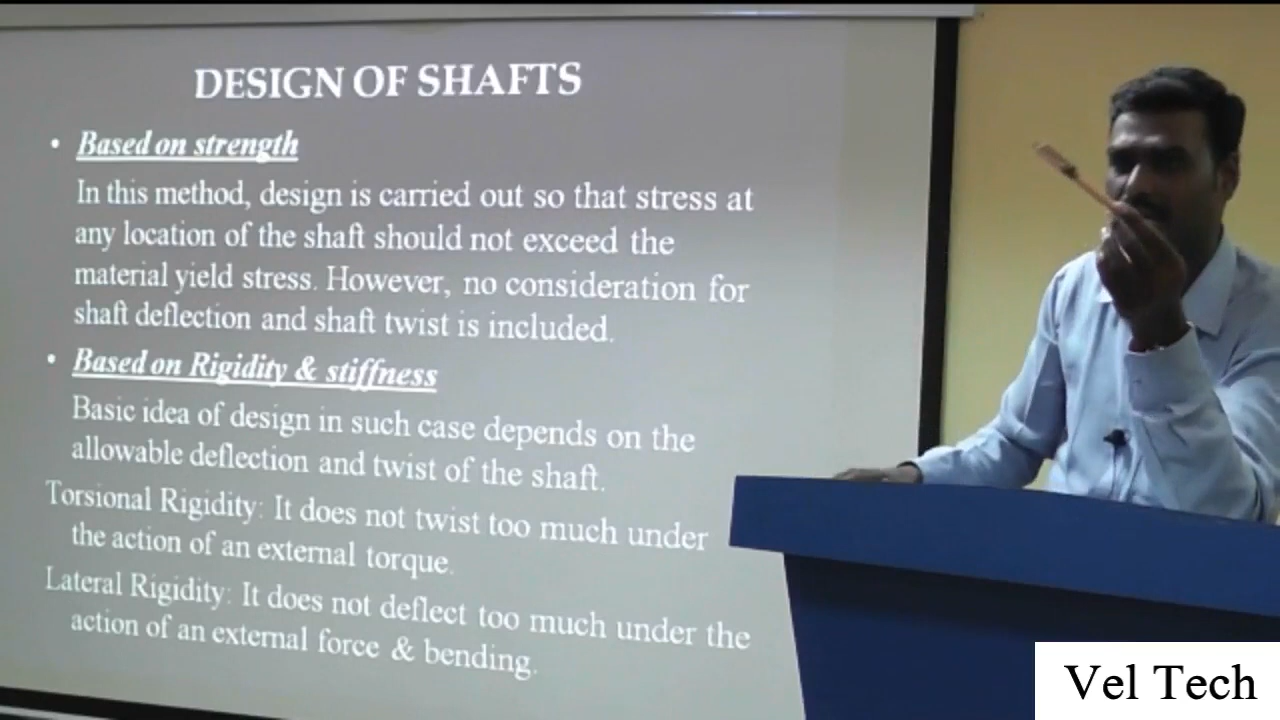 DESIGN OF SHAFTS
• Based on strength
In this method, design is carried out so that stress at
any location of the shaft should not exceed the
material yield stress. However, no consideration for
shaft deflection and shaft twist is included.
• Based on Rigidity & stiffness
Basic idea of design in such case depends on the
allowable deflection and twist of the shaft.
Torsional Rigidity: It does not twist too much under
the action of an external torque.
Lateral Rigidity: It does not deflect too much under the
action of an external force & bending.
Vel Tech